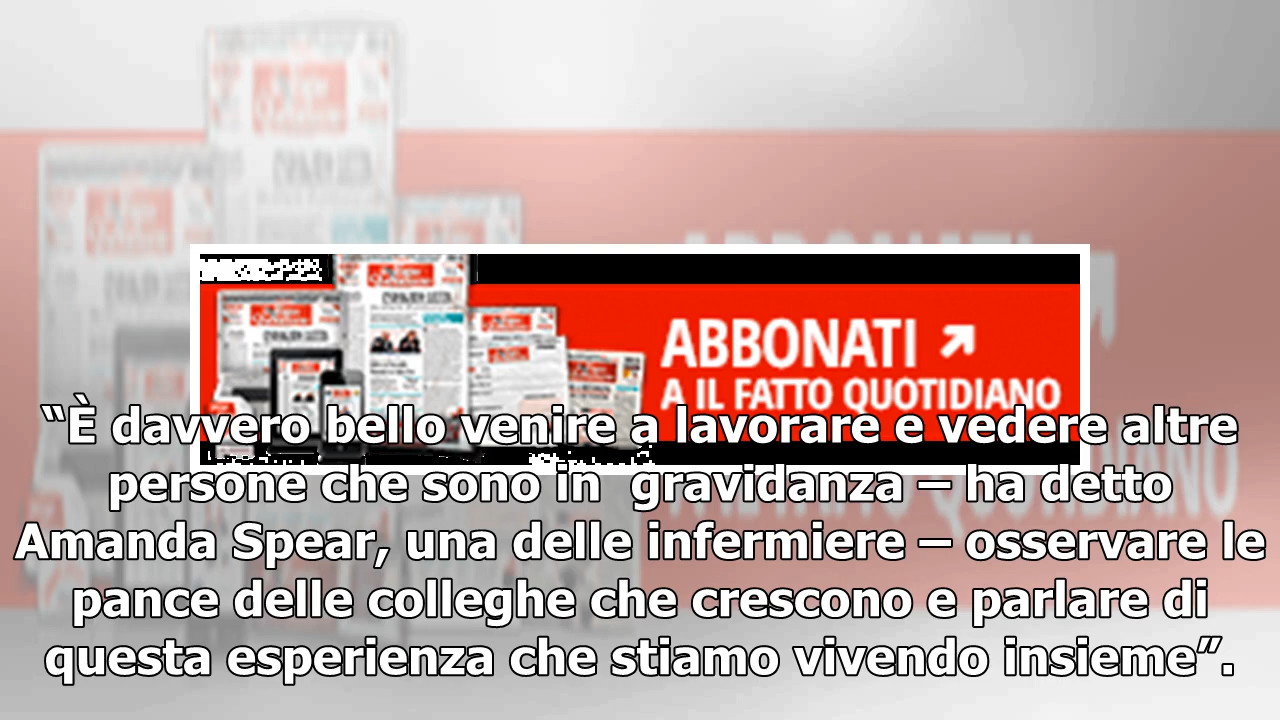 ABBONATI
A IL FATTO QUOTIDIANO
“È davvero bello venire a lavorare e vedere altre
persone che sono in  gravidanza – ha detto
Amanda Spear, una delle infermiere – osservare le
pance delle colleghe che crescono e parlare di
questa esperienza che stiamo vivendo insieme”.